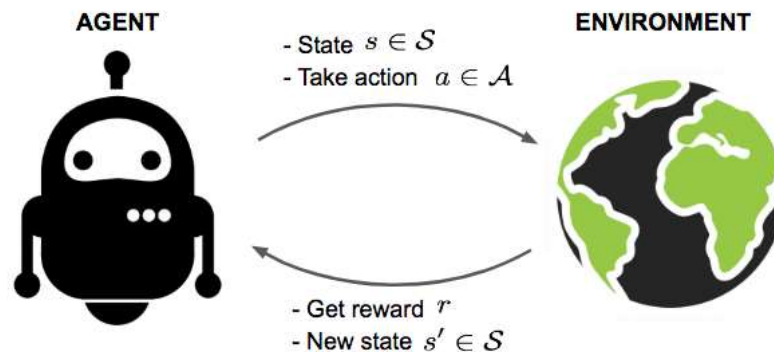 AGENT
ENVIRONMENT
- State s ∈ 𝒮
- Take action a ∈ 𝒜
- Get reward r
- New state s′ ∈ 𝒮